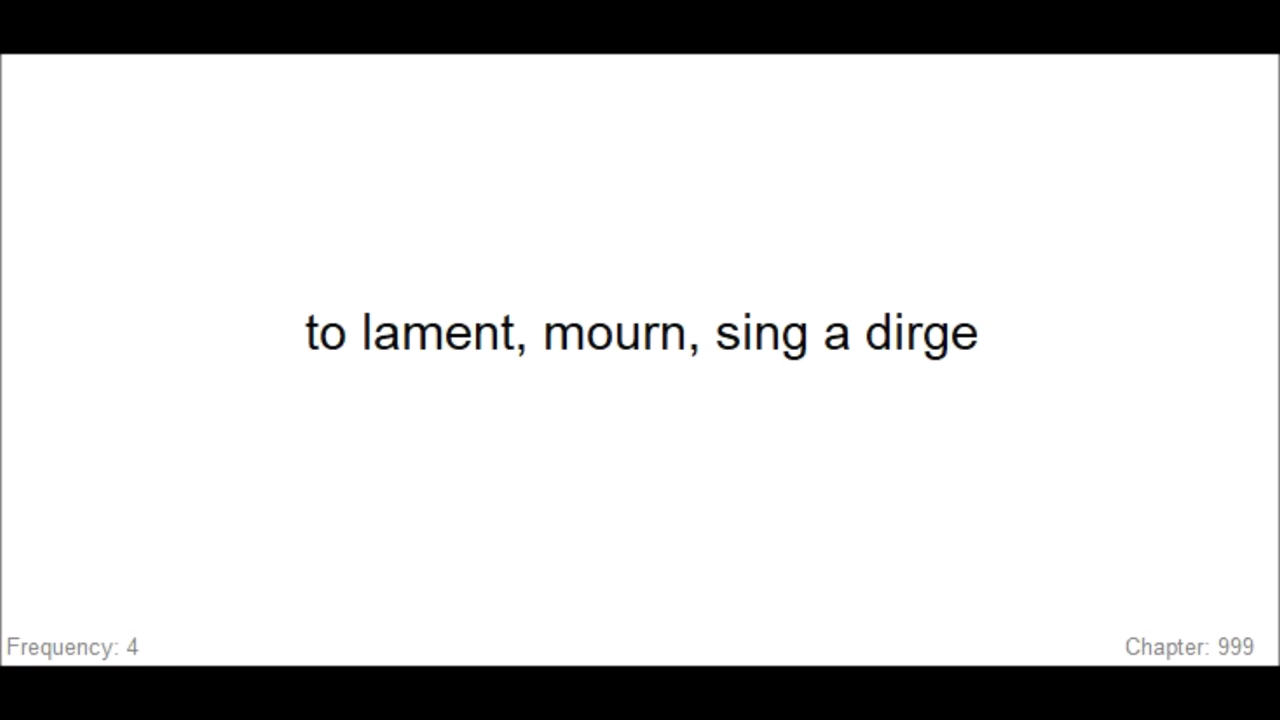 to lament, mourn, sing a dirge
Frequency: 4
Chapter: 999